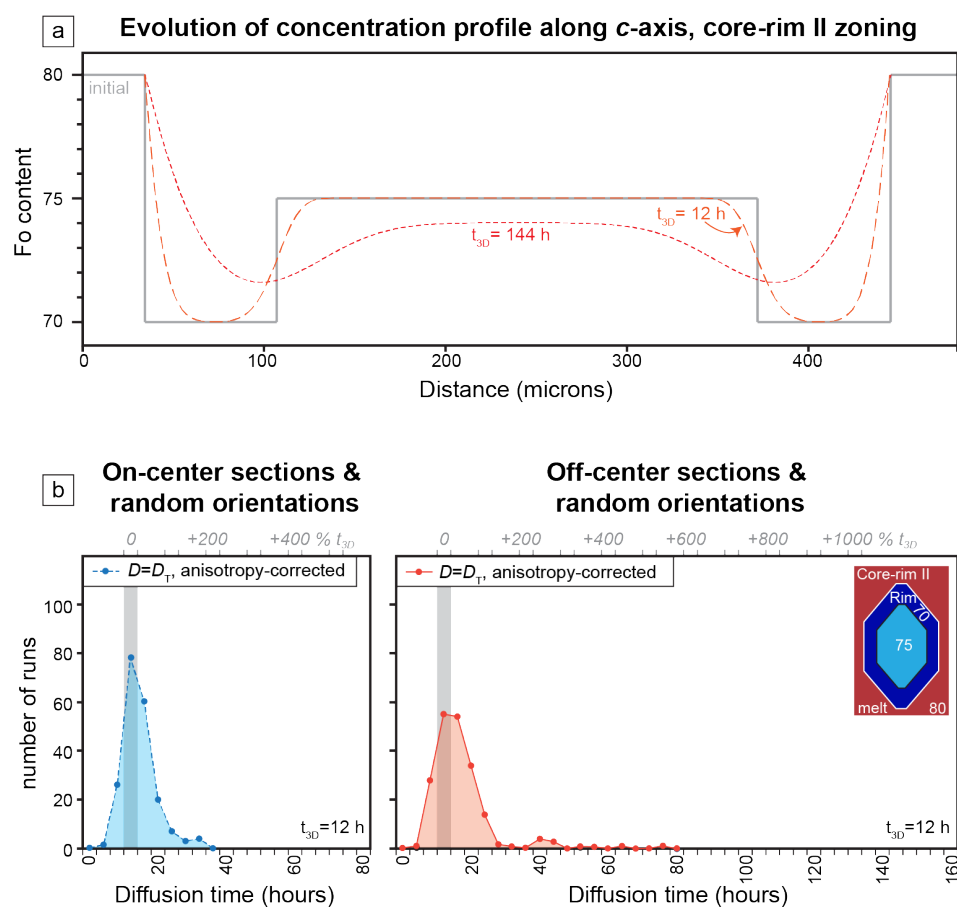 a
Evolution of concentration profile along c-axis, core-rim II zoning
80
initial
75
70
Fo content
t3D= 12 h
t3D= 144 h
0 100 200 300 400
Distance (microns)
b
On-center sections &
random orientations
0 +200 +400 % t3D
D=DT, anisotropy-corrected
100
80
60
40
20
0
number of runs
t3D=12 h
0 20 40 60 80
Diffusion time (hours)
Off-center sections &
random orientations
0 +200 +400 +600 +800 +1000 % t3D
D=DT, anisotropy-corrected
Core-rim II
Rim
70
75
melt 80
t3D=12 h
0 20 40 60 80 100 120 140 160
Diffusion time (hours)